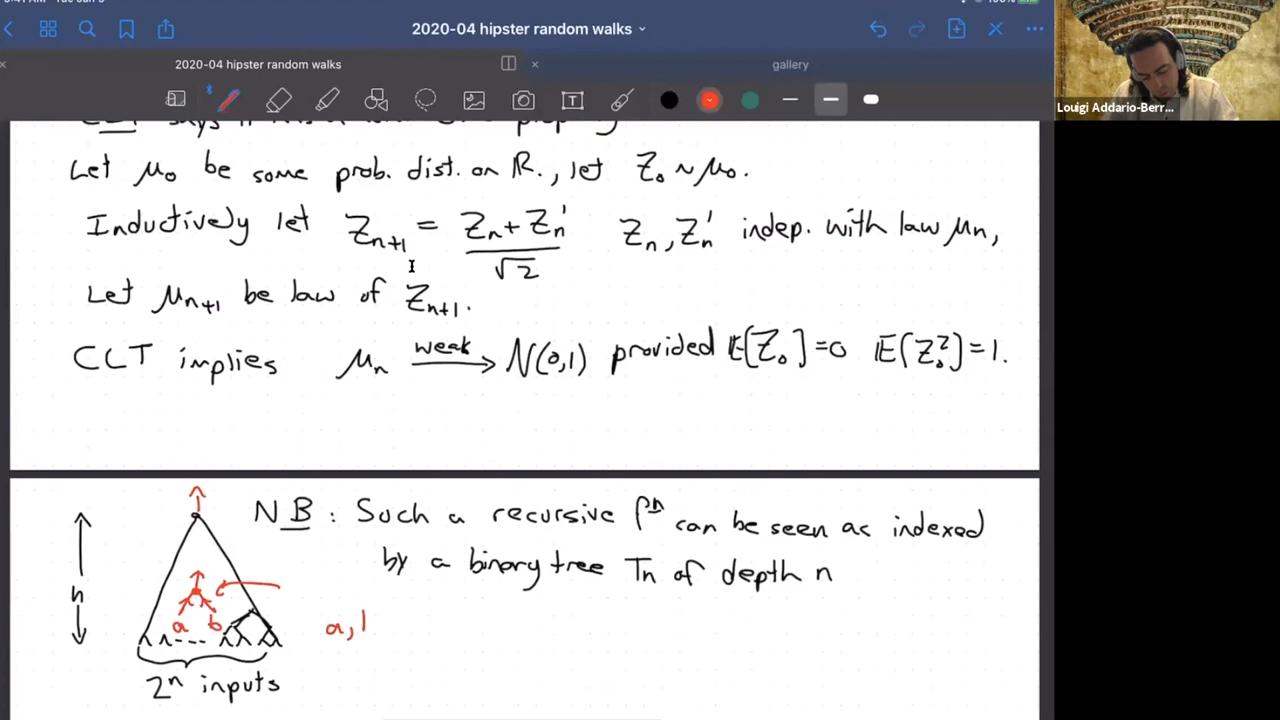 2020-04 hipster random walks
2020-04 hipster random walks
gallery
Louigi Addario-Berr...
CLT says
Let μ₀ be some prob. dist. on ℝ., let Z₀ ~ μ₀.
Inductively let Zₙ₊₁ = (Zₙ + Zₙ')/√2 Zₙ, Zₙ' indep. with law μₙ,
Let μₙ₊₁ be law of Zₙ₊₁.
CLT implies μₙ —weak→ N(0,1) provided 𝔼[Z₀]=0 𝔼[Z₀²]=1.
NB: Such a recursive fⁿ can be seen as indexed
by a binary tree Tₙ of depth n
n
a b
a, l
2ⁿ inputs